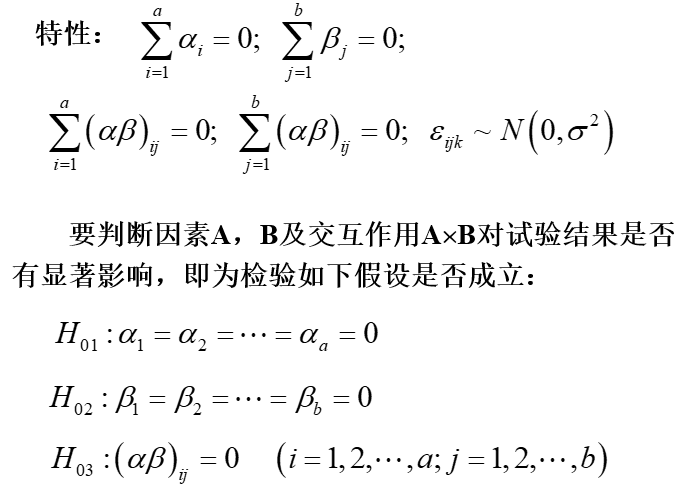 特性： $\sum_{i=1}^{a} \alpha_i = 0;\ \sum_{j=1}^{b} \beta_j = 0;$
$\sum_{i=1}^{a} (\alpha\beta)_{ij} = 0;\ \sum_{j=1}^{b} (\alpha\beta)_{ij} = 0;\ \varepsilon_{ijk} \sim N(0, \sigma^2)$
要判断因素A，B及交互作用A×B对试验结果是否
有显著影响，即为检验如下假设是否成立：
$H_{01} : \alpha_1 = \alpha_2 = \cdots = \alpha_a = 0$
$H_{02} : \beta_1 = \beta_2 = \cdots = \beta_b = 0$
$H_{03} : (\alpha\beta)_{ij} = 0 \quad (i = 1, 2, \cdots, a; j = 1, 2, \cdots, b)$